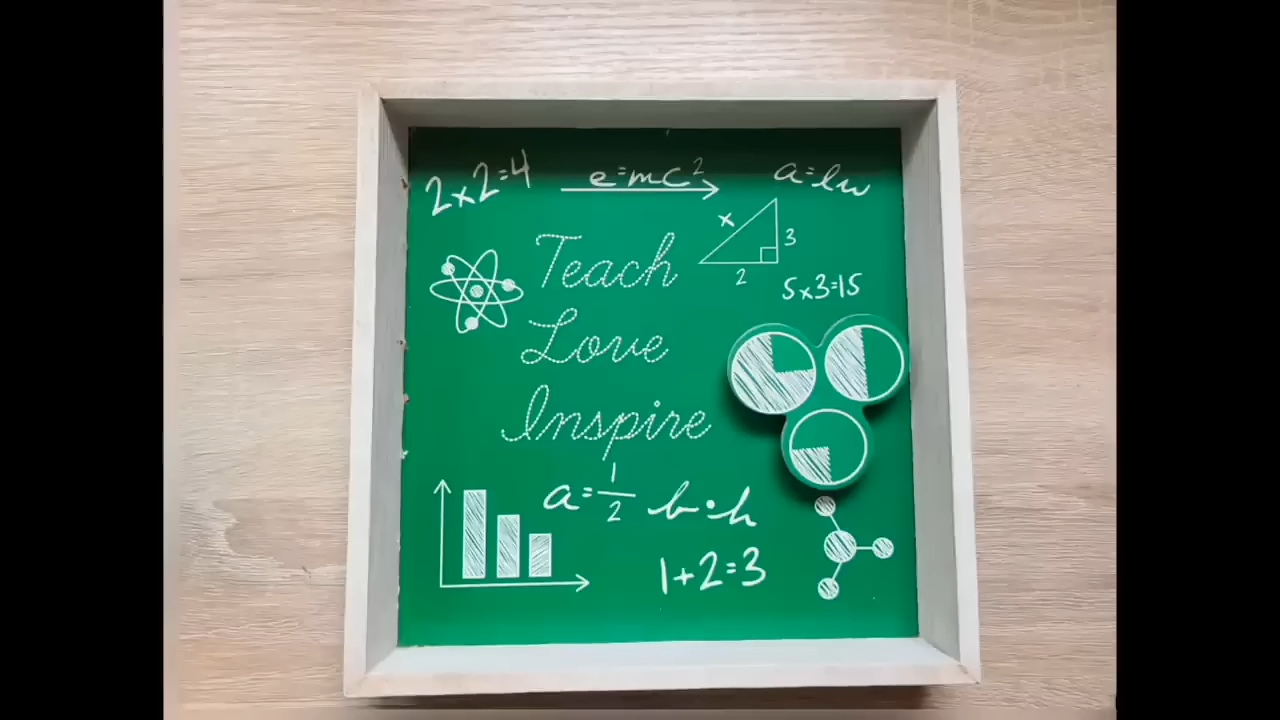 2x2=4
e=mc²
a=lw
x
3
2
5x3=15
Teach
Love
Inspire
a=1/2 b·h
1+2=3